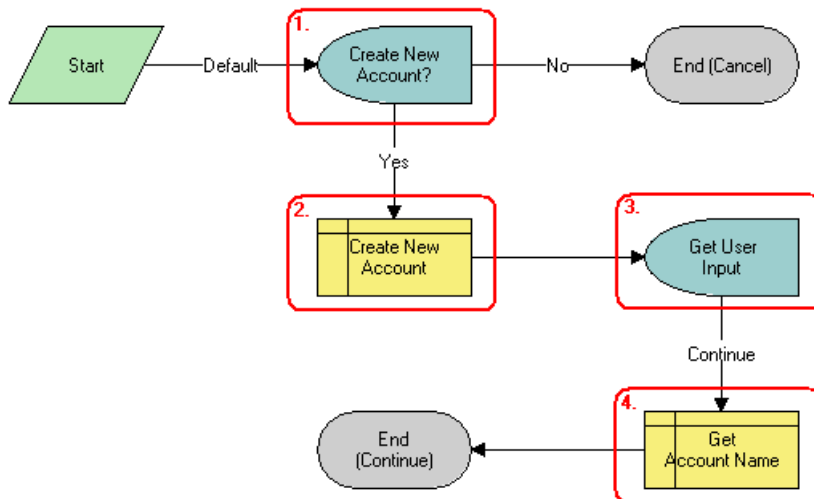 1.
Start
Default
Create New
Account?
No
End (Cancel)
Yes
2.
Create New
Account
3.
Get User
Input
Continue
4.
Get
Account Name
End
(Continue)